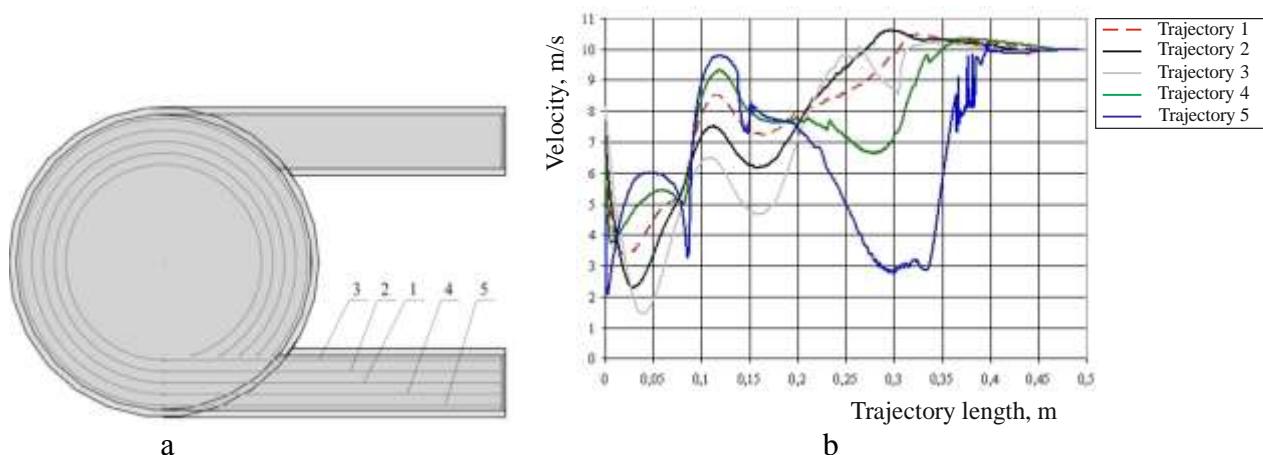 3 2 1 4 5
a
Velocity, m/s
11
10
9
8
7
6
5
4
3
2
1
0
0 0,05 0,1 0,15 0,2 0,25 0,3 0,35 0,4 0,45 0,5
Trajectory length, m
b
Trajectory 1
Trajectory 2
Trajectory 3
Trajectory 4
Trajectory 5